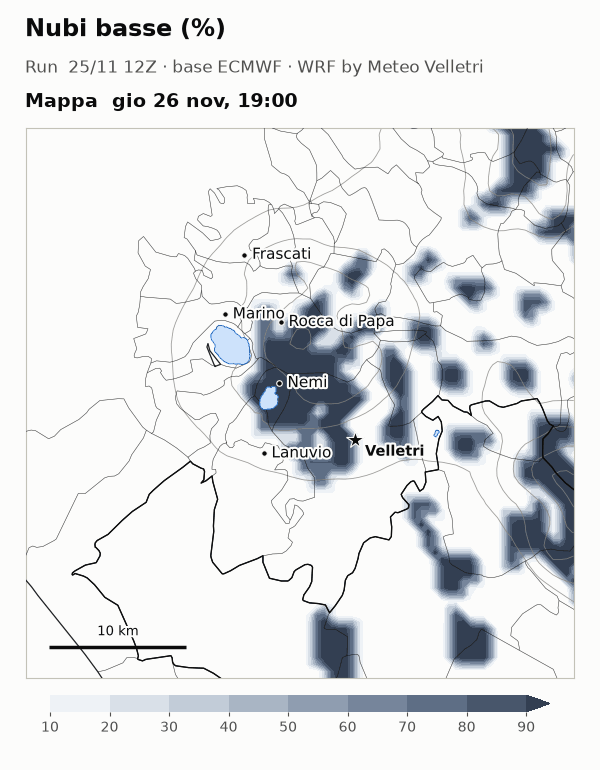 Nubi basse (%)
Run  25/11 12Z · base ECMWF · WRF by Meteo Velletri
Mappa  gio 26 nov, 19:00
Frascati
Marino
Rocca di Papa
Nemi
Velletri
Lanuvio
10 km
10 20 30 40 50 60 70 80 90